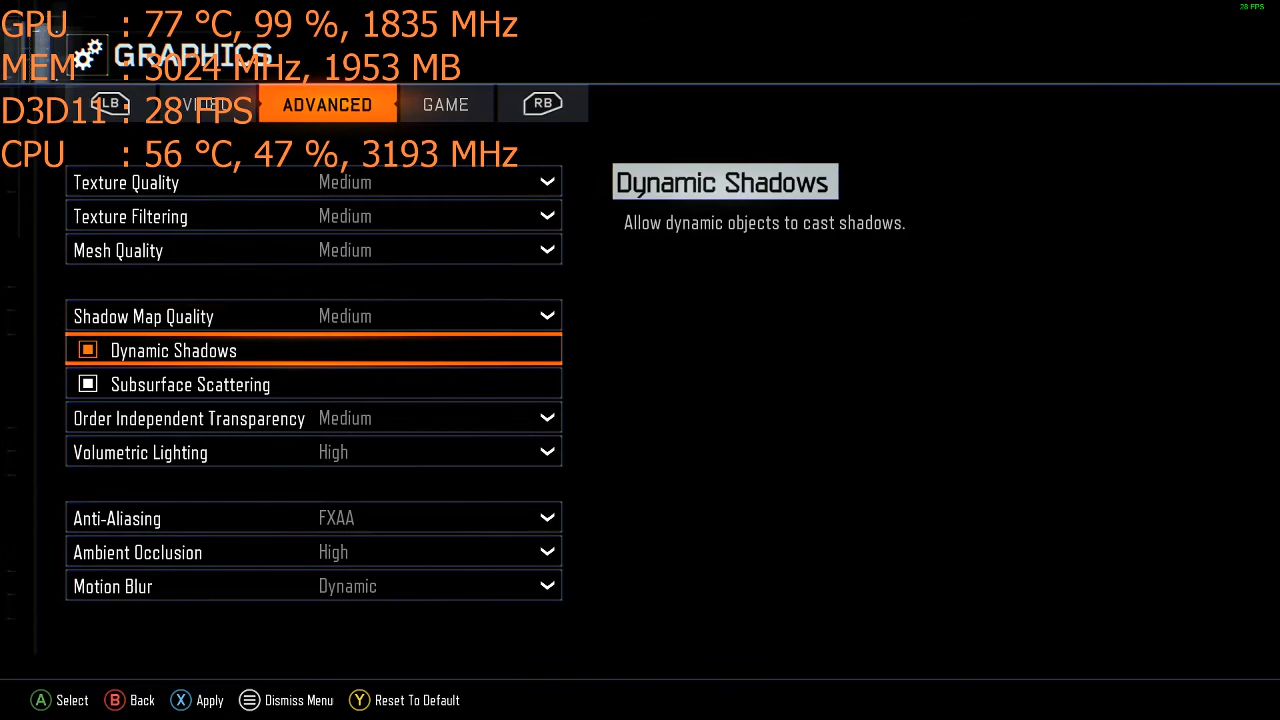 28 FPS
GPU : 77 °C, 99 %, 1835 MHz
GRAPHICS
MEM : 3024 MHz, 1953 MB
LB ADVANCED GAME RB
D3D11 : 28 FPS
CPU : 56 °C, 47 %, 3193 MHz
Texture Quality Medium
Texture Filtering Medium
Mesh Quality Medium
Shadow Map Quality Medium
Dynamic Shadows
Subsurface Scattering
Order Independent Transparency Medium
Volumetric Lighting High
Anti-Aliasing FXAA
Ambient Occlusion High
Motion Blur Dynamic
Dynamic Shadows
Allow dynamic objects to cast shadows.
A Select B Back X Apply Dismiss Menu Y Reset To Default